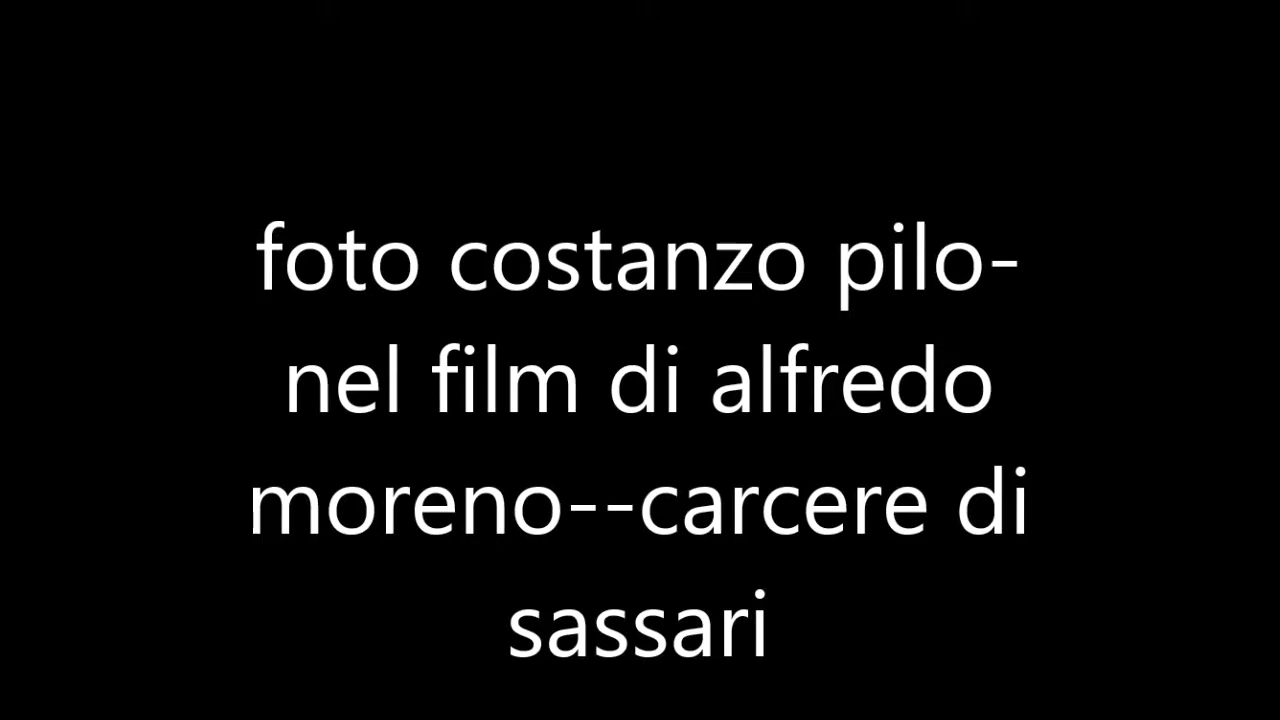 foto costanzo pilo-
nel film di alfredo
moreno--carcere di
sassari